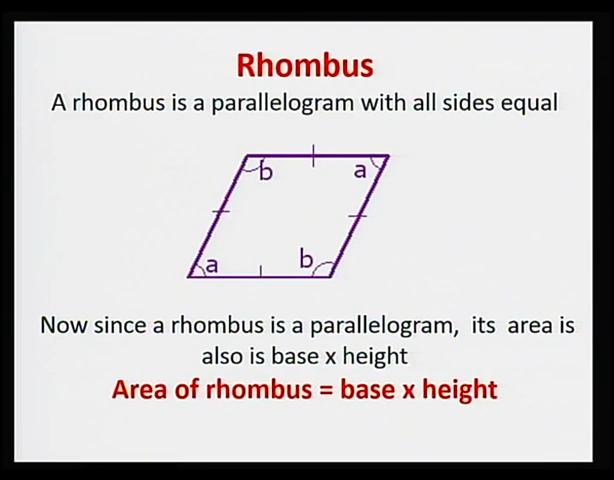 Rhombus
A rhombus is a parallelogram with all sides equal
b a
a b
Now since a rhombus is a parallelogram, its area is
also is base x height
Area of rhombus = base x height